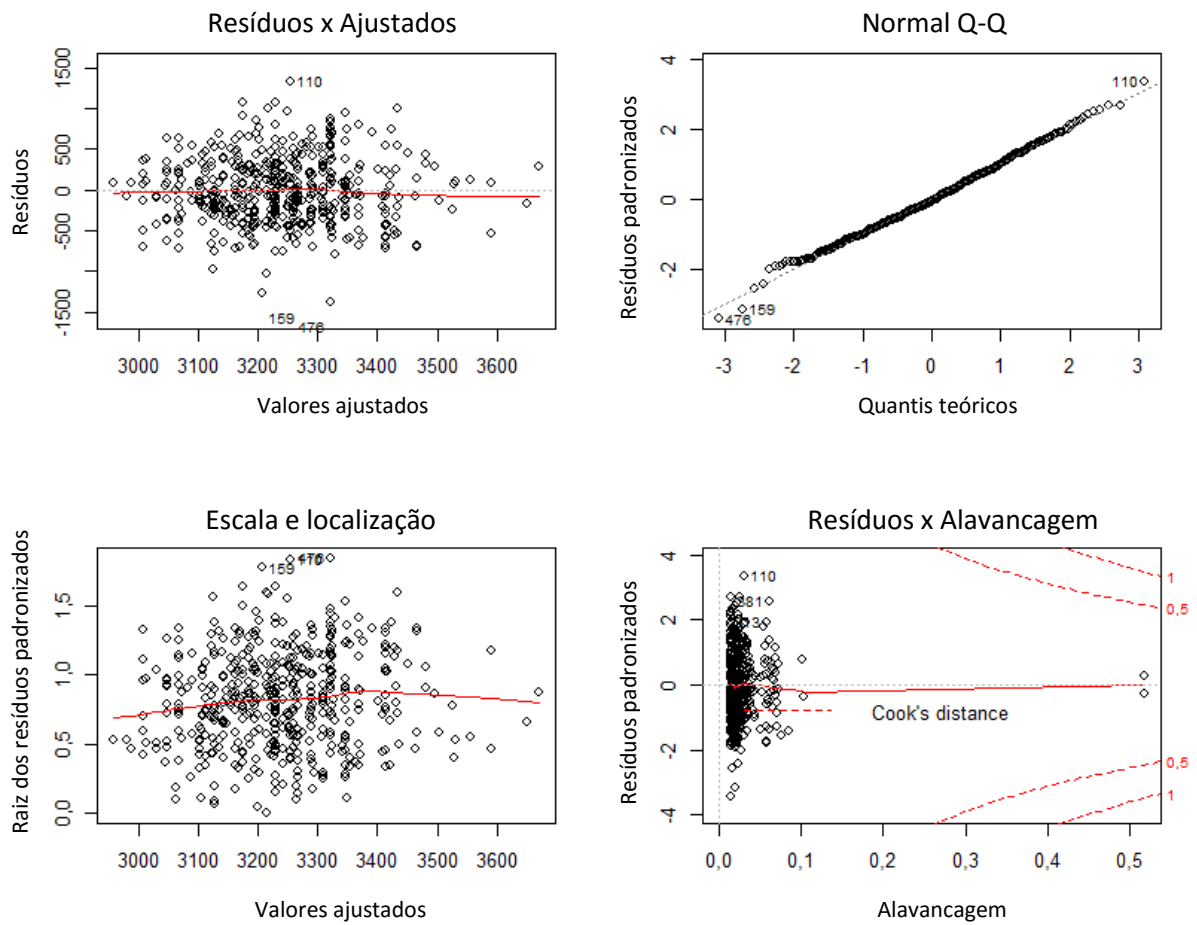 Resíduos x Ajustados
Resíduos
-1500 -500 0 500 1500
110
159
476
3000 3100 3200 3300 3400 3500 3600
Valores ajustados
Normal Q-Q
Resíduos padronizados
-2 0 2 4
110
159
476
-3 -2 -1 0 1 2 3
Quantis teóricos
Escala e localização
Raiz dos resíduos padronizados
0,0 0,5 1,0 1,5
159
3000 3100 3200 3300 3400 3500 3600
Valores ajustados
Resíduos x Alavancagem
Resíduos padronizados
-4 -2 0 2 4
110
381
1
0,5
Cook's distance
0,5
1
0,0 0,1 0,2 0,3 0,4 0,5
Alavancagem